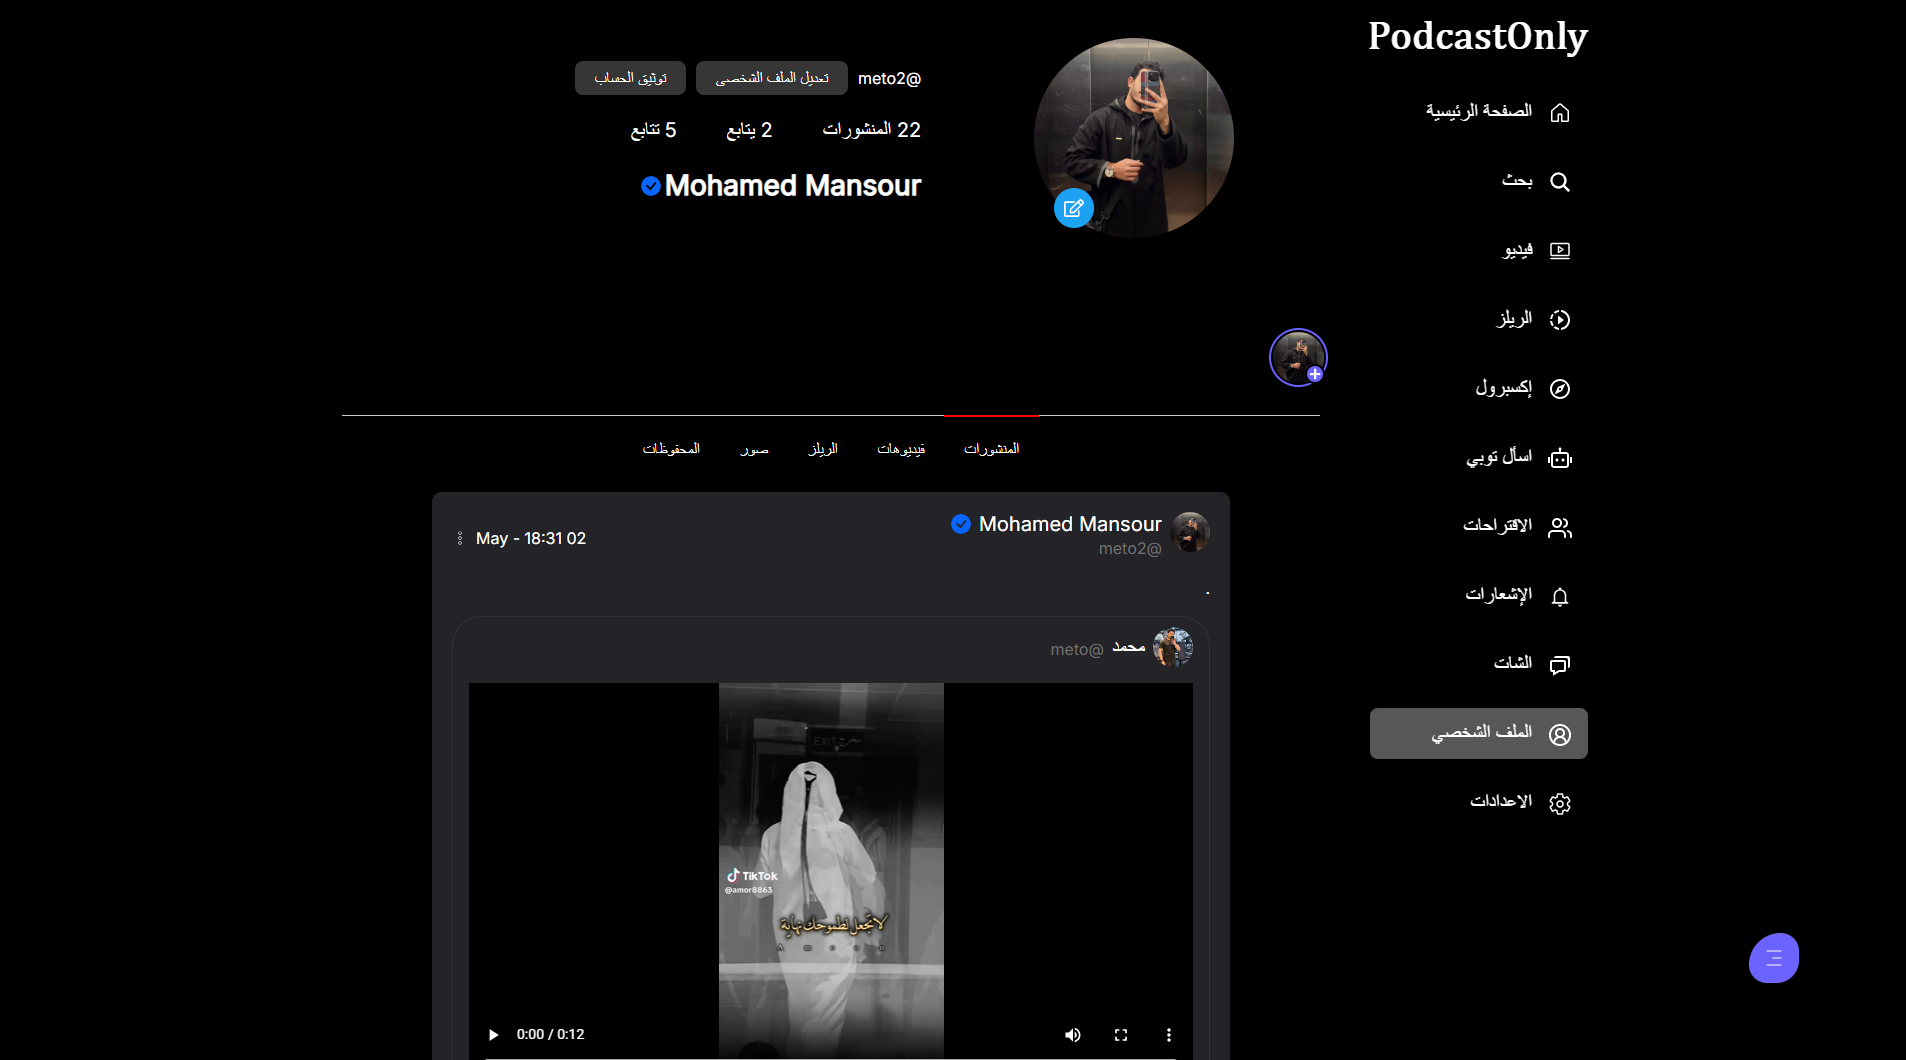 PodcastOnly
الصفحة الرئيسية
بحث
فيديو
الريلز
إكسبرول
اسأل توبي
الاقتراحات
الإشعارات
الشات
الملف الشخصي
الاعدادات
meto2@ تعديل الملف الشخصي توثيق الحساب
22 المنشورات 2 يتابع 5 تتابع
Mohamed Mansour
المنشورات فيديوهات الريلز صور المحفوظات
Mohamed Mansour
meto2@
May - 18:31 02
.
محمد @meto
EXIT
TikTok
@amor8863
لا تجعل لطموحك نهاية
0:00 / 0:12